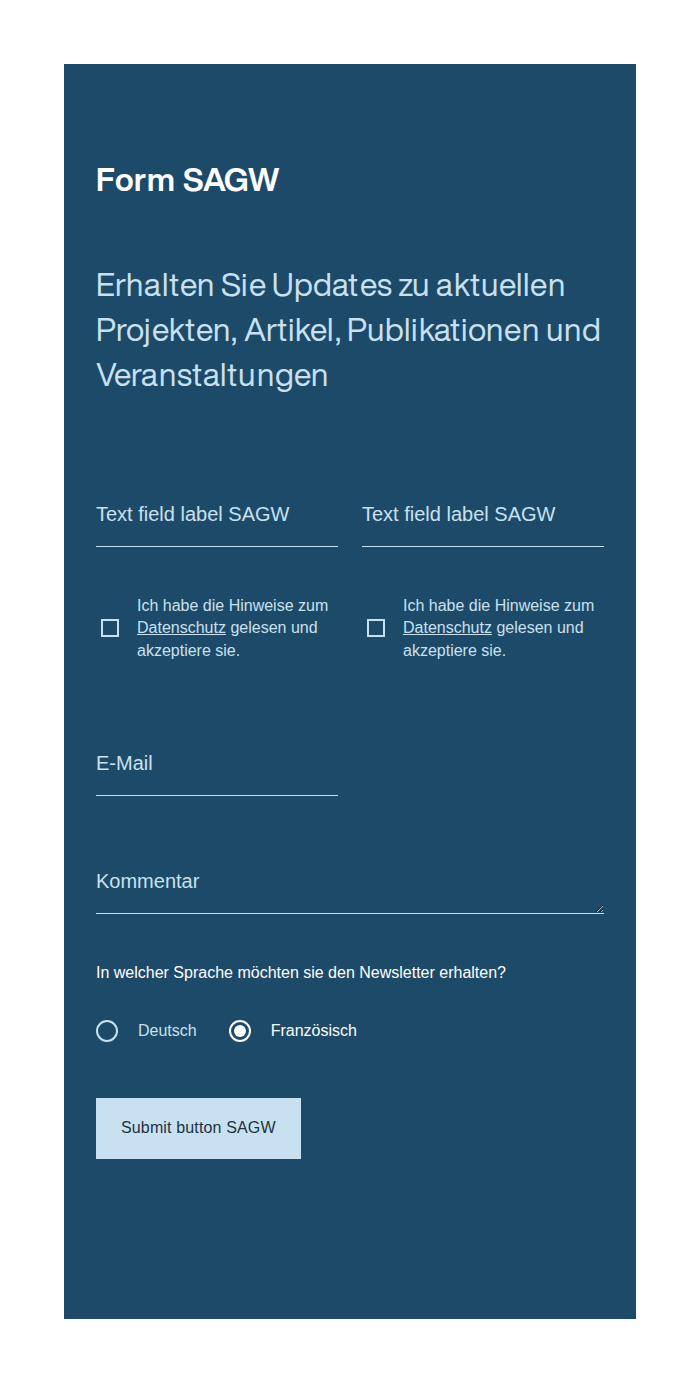 Form SAGW
Erhalten Sie Updates zu aktuellen
Projekten, Artikel, Publikationen und
Veranstaltungen
Text field label SAGW
Text field label SAGW
Ich habe die Hinweise zum
Datenschutz gelesen und
akzeptiere sie.
Ich habe die Hinweise zum
Datenschutz gelesen und
akzeptiere sie.
E-Mail
Kommentar
In welcher Sprache möchten sie den Newsletter erhalten?
Deutsch
Französisch
Submit button SAGW